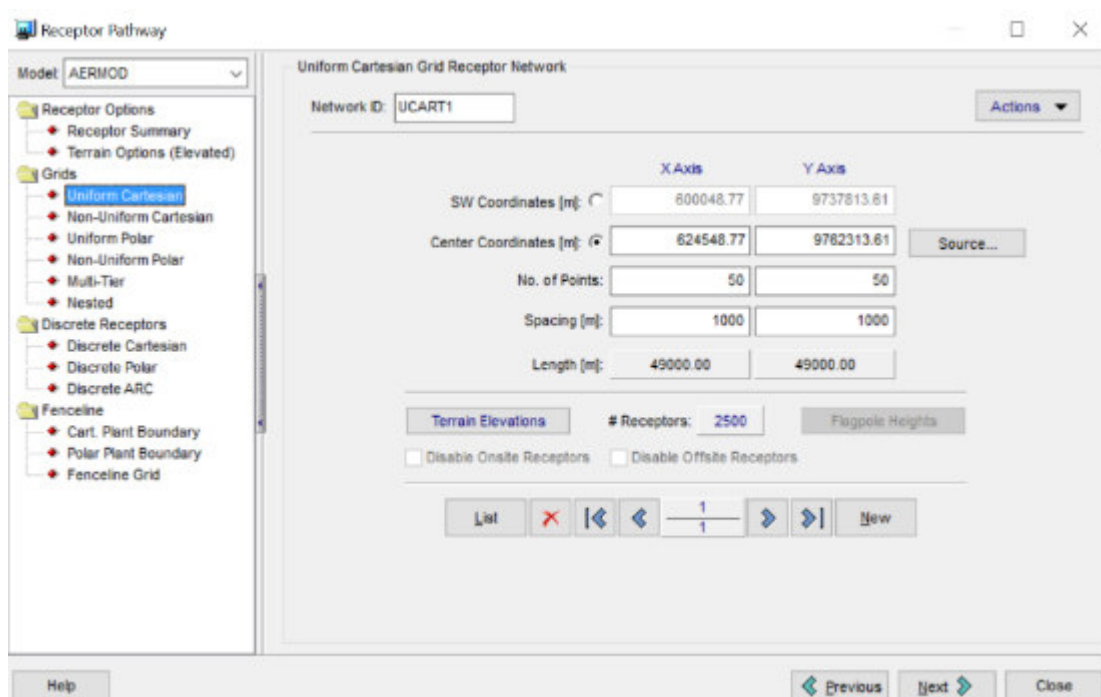 Receptor Pathway
Model: AERMOD
Receptor Options
Receptor Summary
Terrain Options (Elevated)
Grids
Uniform Cartesian
Non-Uniform Cartesian
Uniform Polar
Non-Uniform Polar
Multi-Tier
Nested
Discrete Receptors
Discrete Cartesian
Discrete Polar
Discrete ARC
Fenceline
Cart. Plant Boundary
Polar Plant Boundary
Fenceline Grid
Uniform Cartesian Grid Receptor Network
Network ID: UCART1
Actions
X Axis Y Axis
SW Coordinates [m]: 600048.77 9737813.61
Center Coordinates [m]: 624548.77 9762313.61 Source...
No. of Points: 50 50
Spacing [m]: 1000 1000
Length [m]: 49000.00 49000.00
Terrain Elevations # Receptors: 2500 Flagpole Heights
Disable Onsite Receptors Disable Offsite Receptors
List 1 New
1
Help Previous Next Close